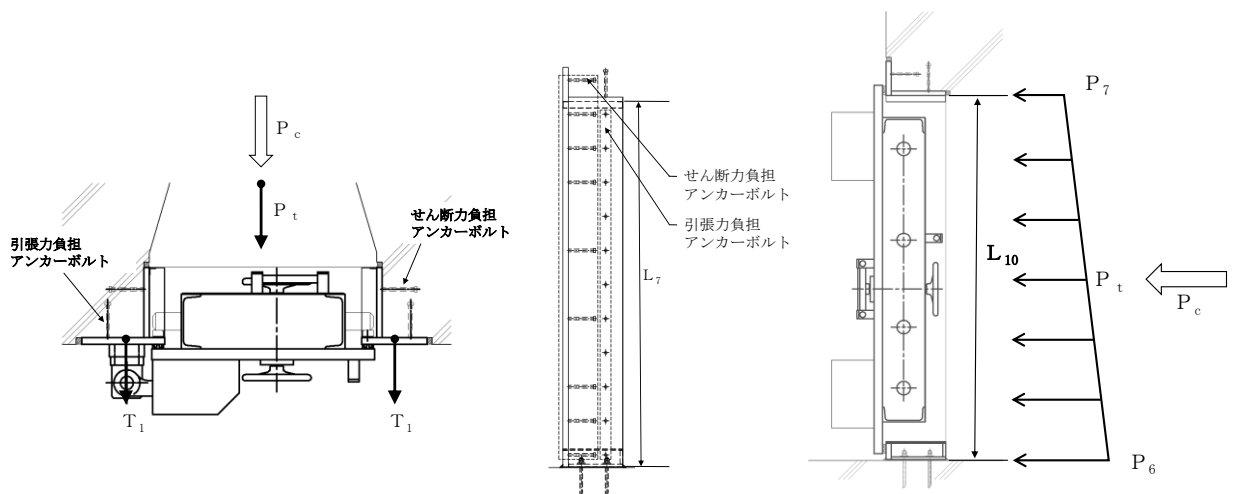 P c
P t
引張力負担
アンカーボルト
せん断力負担
アンカーボルト
T 1
T 1
せん断力負担
アンカーボルト
引張力負担
アンカーボルト
L 7
P 7
L 10
P t
P c
P 6